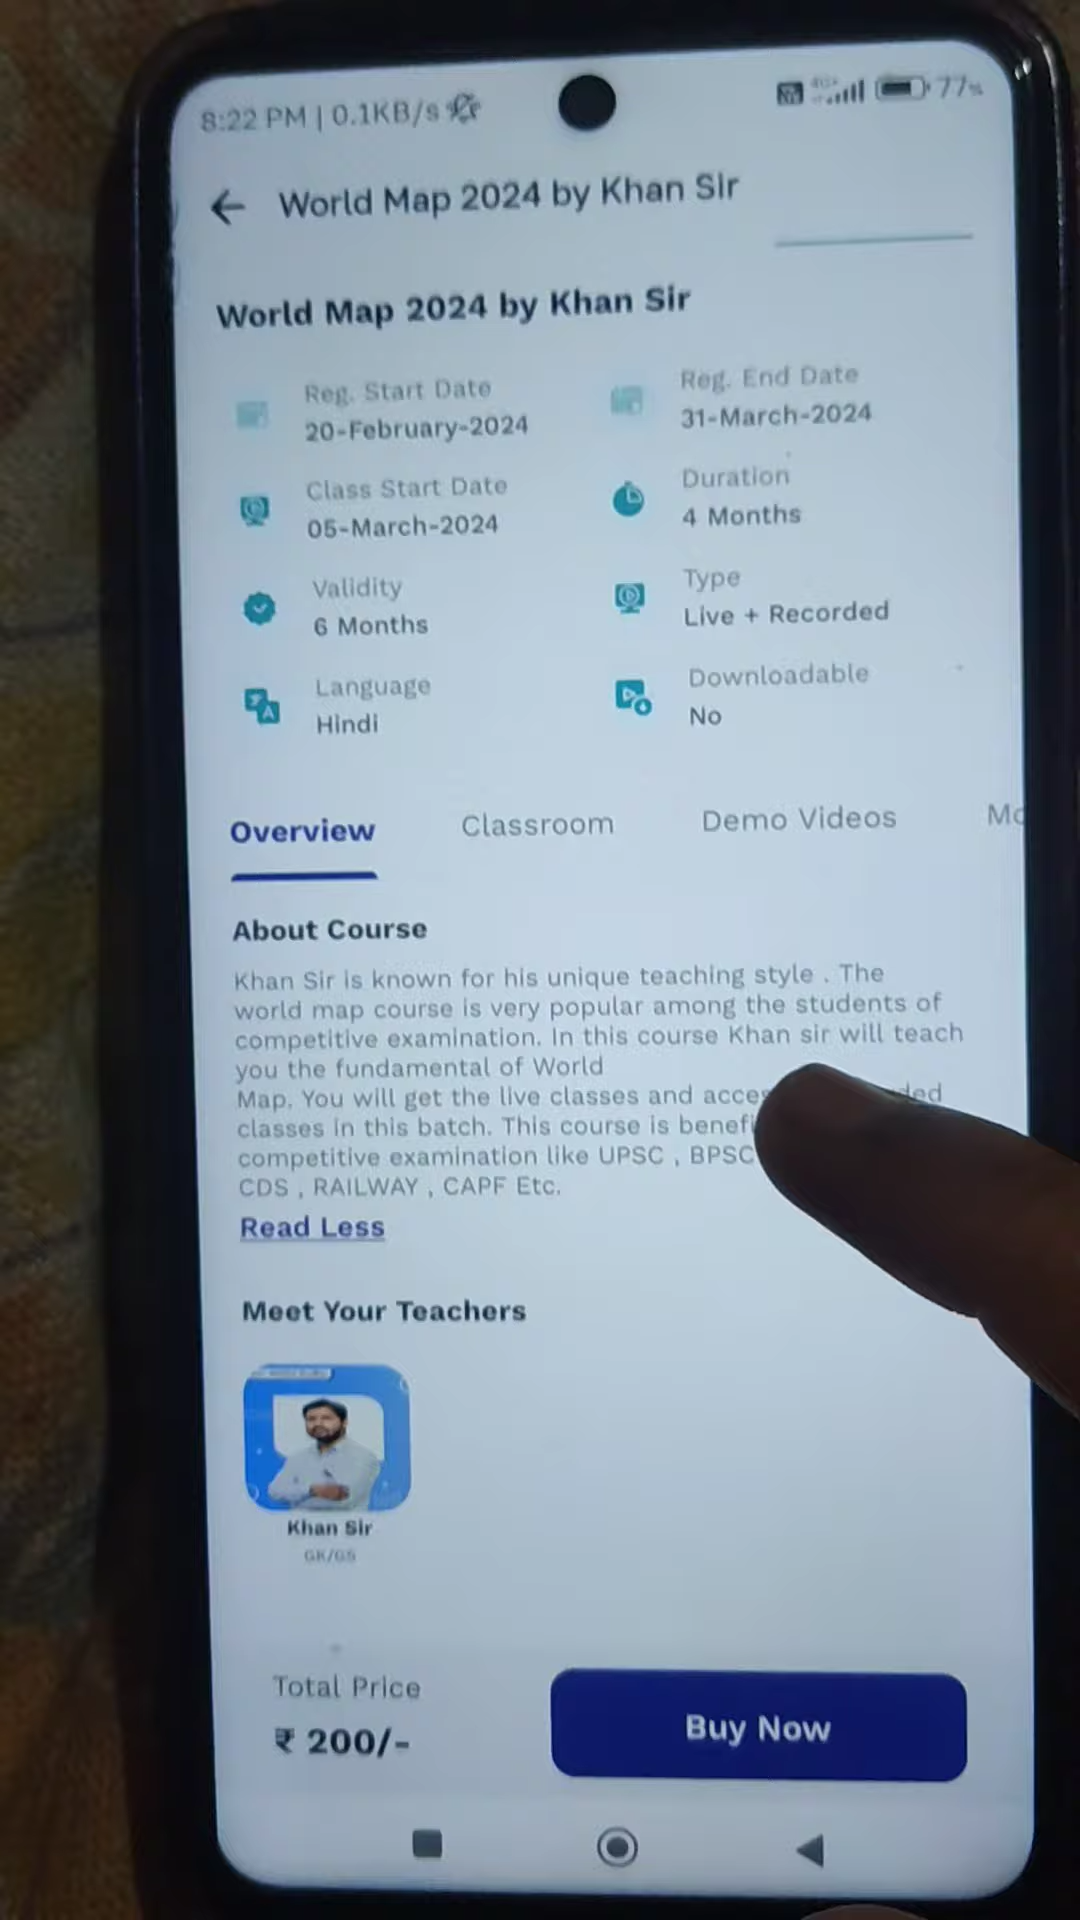 8:22 PM | 0.1KB/s
4G+
77%
World Map 2024 by Khan Sir
World Map 2024 by Khan Sir
Reg. Start Date
20-February-2024
Reg. End Date
31-March-2024
Class Start Date
05-March-2024
Duration
4 Months
Validity
6 Months
Type
Live + Recorded
Language
Hindi
Downloadable
No
Overview
Classroom
Demo Videos
Mo
About Course
Khan Sir is known for his unique teaching style . The
world map course is very popular among the students of
competitive examination. In this course Khan sir will teach
you the fundamental of World
Map. You will get the live classes and
classes in this batch. This course is
competitive examination like UPSC , BPSC
CDS , RAILWAY , CAPF Etc.
Read Less
Meet Your Teachers
Khan Sir
GK/GS
Total Price
₹ 200/-
Buy Now